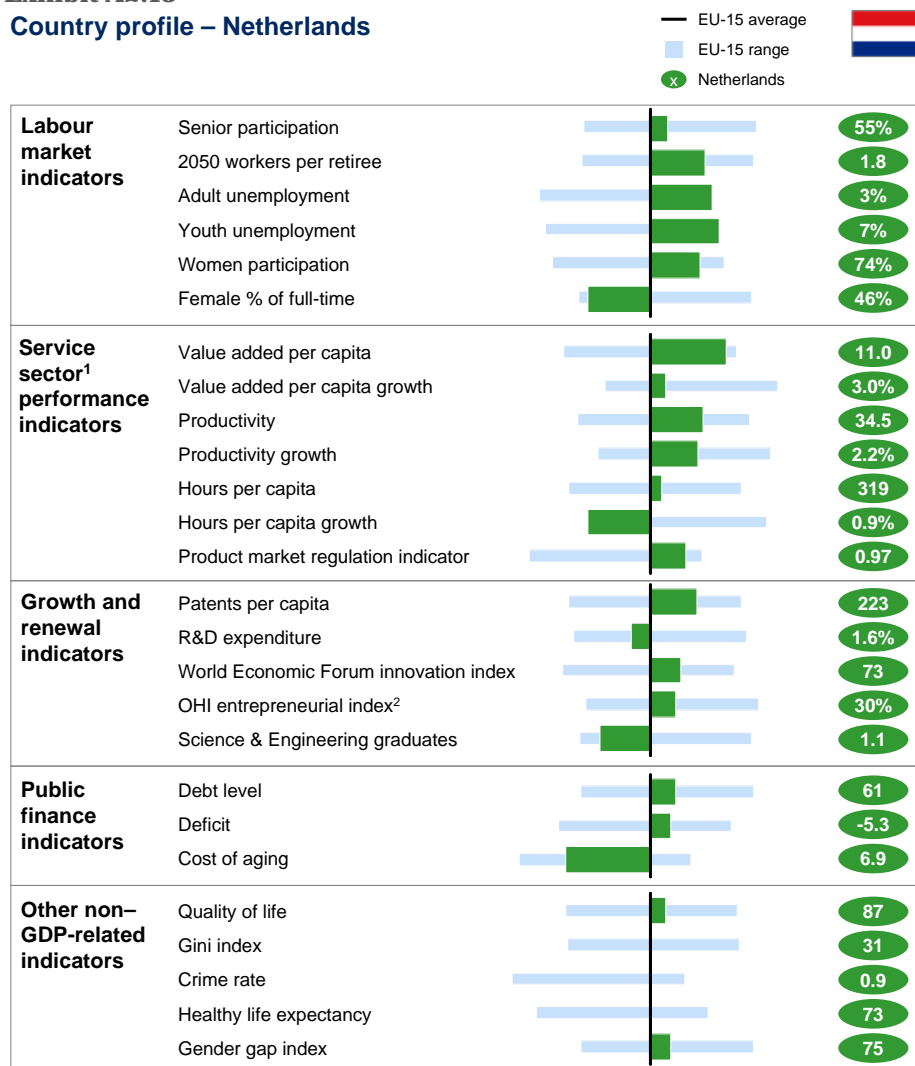 Country profile – Netherlands
EU-15 average
EU-15 range
x Netherlands
Labour
market
indicators
Senior participation 55%
2050 workers per retiree 1.8
Adult unemployment 3%
Youth unemployment 7%
Women participation 74%
Female % of full-time 46%
Service
sector1
performance
indicators
Value added per capita 11.0
Value added per capita growth 3.0%
Productivity 34.5
Productivity growth 2.2%
Hours per capita 319
Hours per capita growth 0.9%
Product market regulation indicator 0.97
Growth and
renewal
indicators
Patents per capita 223
R&D expenditure 1.6%
World Economic Forum innovation index 73
OHI entrepreneurial index2 30%
Science & Engineering graduates 1.1
Public
finance
indicators
Debt level 61
Deficit -5.3
Cost of aging 6.9
Other non–
GDP-related
indicators
Quality of life 87
Gini index 31
Crime rate 0.9
Healthy life expectancy 73
Gender gap index 75